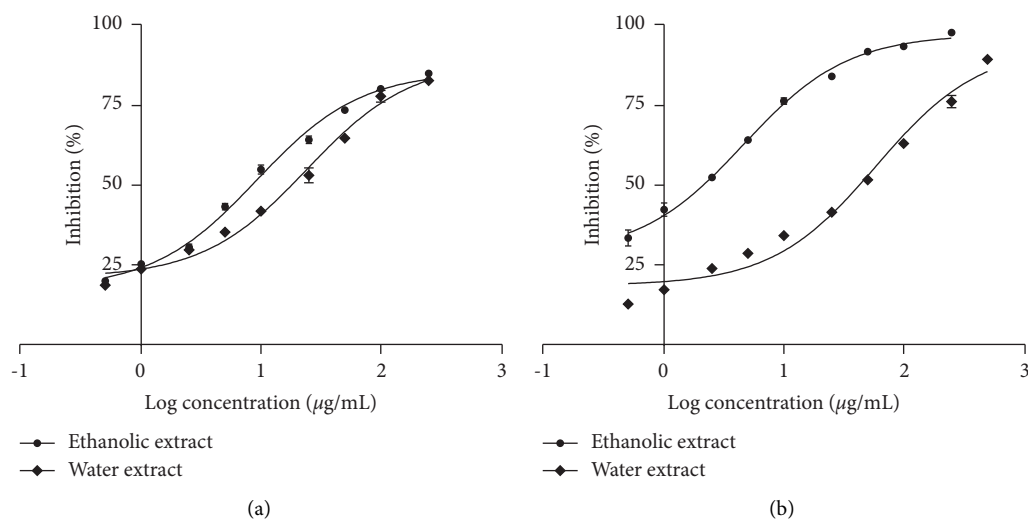 100
75
50
25
Inhibition (%)
-1 0 1 2 3
Log concentration (μg/mL)
Ethanolic extract
Water extract
(a)
100
75
50
25
Inhibition (%)
-1 0 1 2 3
Log concentration (μg/mL)
Ethanolic extract
Water extract
(b)